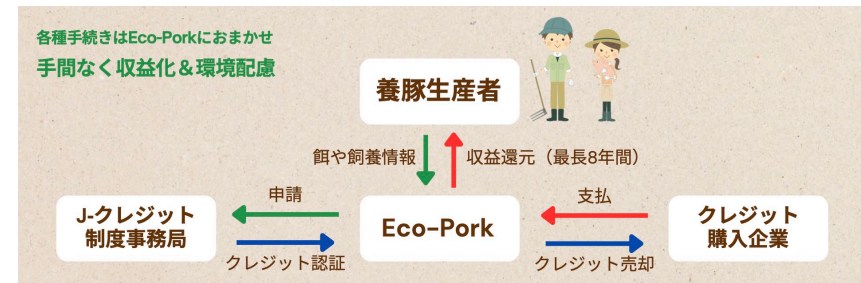 各種手続きはEco-Porkにおまかせ
手間なく収益化&環境配慮
養豚生産者
餌や飼養情報
収益還元（最長8年間）
申請
支払
J-クレジット
制度事務局
Eco-Pork
クレジット
購入企業
クレジット認証
クレジット売却